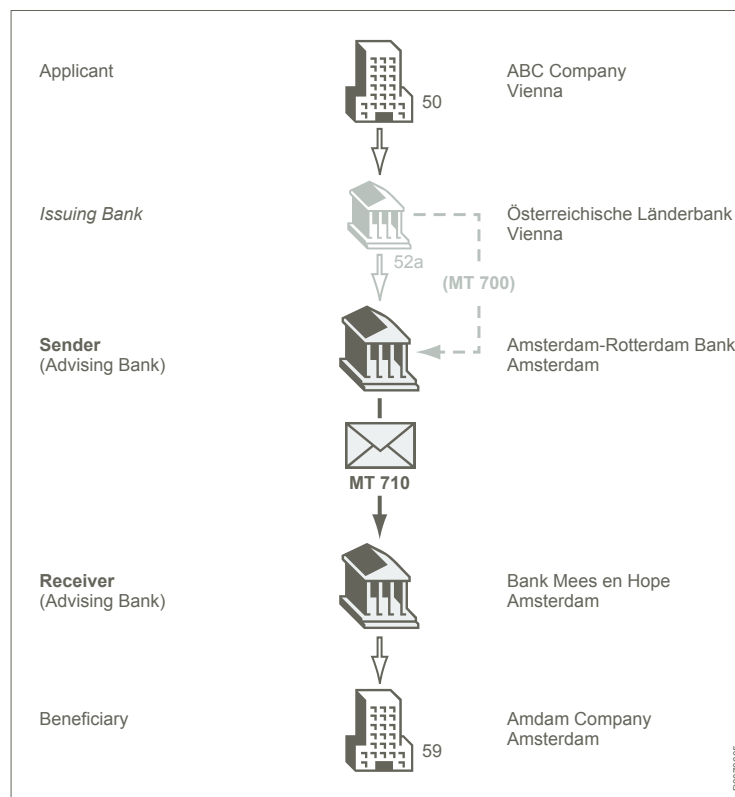 Applicant
50
ABC Company
Vienna
Issuing Bank
52a
Österreichische Länderbank
Vienna
(MT 700)
Sender
(Advising Bank)
Amsterdam-Rotterdam Bank
Amsterdam
MT 710
Receiver
(Advising Bank)
Bank Mees en Hope
Amsterdam
Beneficiary
59
Amdam Company
Amsterdam